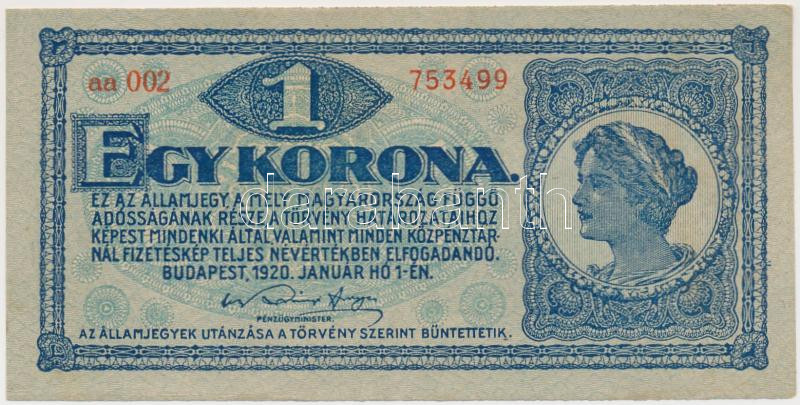 aa 002 1 753499
EGY KORONA.
EZ AZ ÁLLAMJEGY, A MELY MAGYARORSZÁG FÜGGŐ
ADÓSSÁGÁNAK RÉSZE A TÖRVÉNY HATÁROZATAIHOZ
KÉPEST MINDENKI ÁLTAL VALAMINT MINDEN KÖZPÉNZTÁR-
NÁL FIZETÉSKÉP TELJES NÉVÉRTÉKBEN ELFOGADANDÓ.
BUDAPEST, 1920. JANUÁR HÓ 1-ÉN.
PÉNZÜGYMINISTER.
AZ ÁLLAMJEGYEK UTÁNZÁSA A TÖRVÉNY SZERINT BÜNTETTETIK.
darabanth